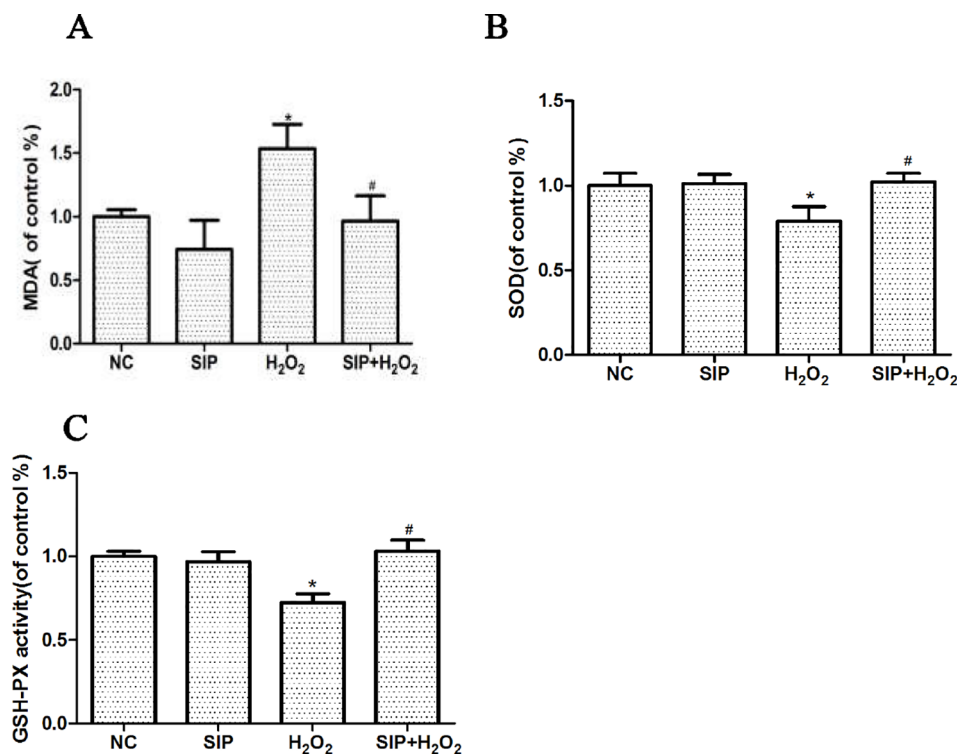 A
MDA( of control %)
2.0
1.5
1.0
0.5
0.0
*
#
NC SIP H₂O₂ SIP+H₂O₂
B
SOD(of control %)
1.5
1.0
0.5
0.0
*
#
NC SIP H₂O₂ SIP+H₂O₂
C
GSH-PX activity(of control %)
1.5
1.0
0.5
0.0
*
#
NC SIP H₂O₂ SIP+H₂O₂